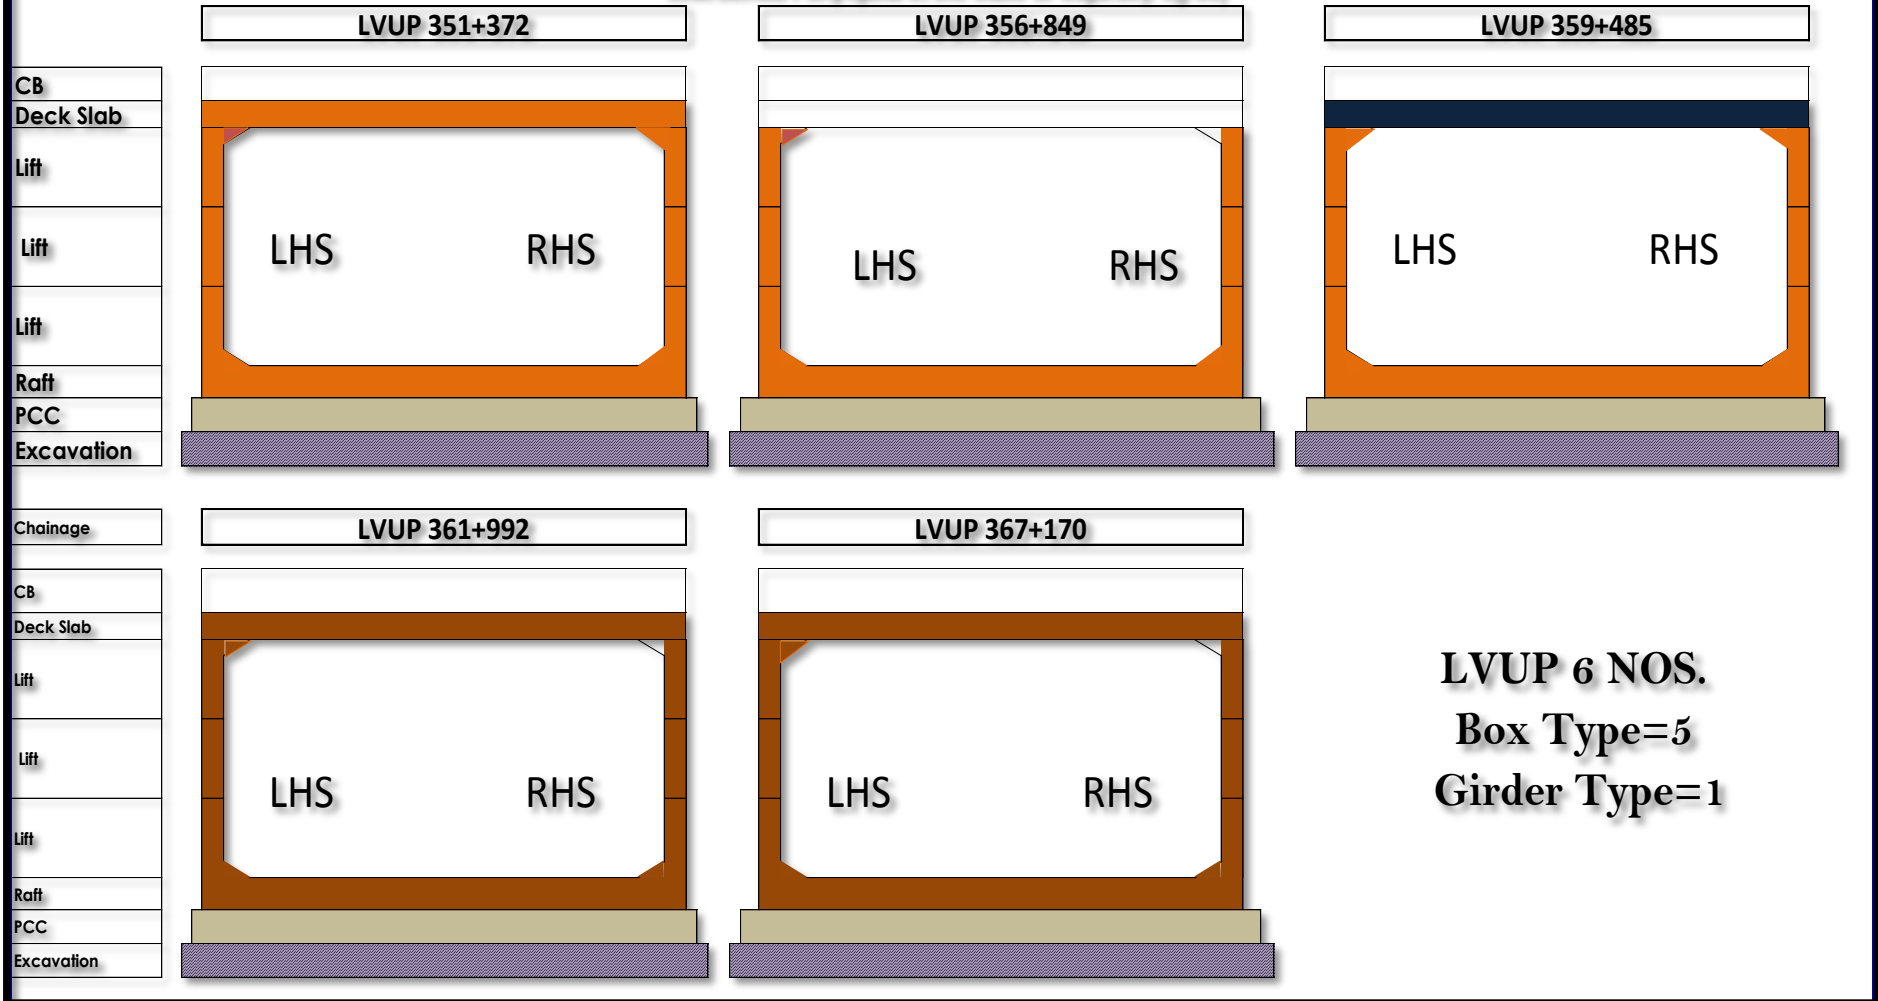 LVUP 351+372 LVUP 356+849 LVUP 359+485
CB
Deck Slab
Lift
Lift LHS RHS LHS RHS LHS RHS
Lift
Raft
PCC
Excavation
Chainage LVUP 361+992 LVUP 367+170
CB
Deck Slab
Lift
LVUP 6 NOS.
Box Type=5
Lift
Girder Type=1
LHS RHS LHS RHS
Lift
Raft
PCC
Excavation